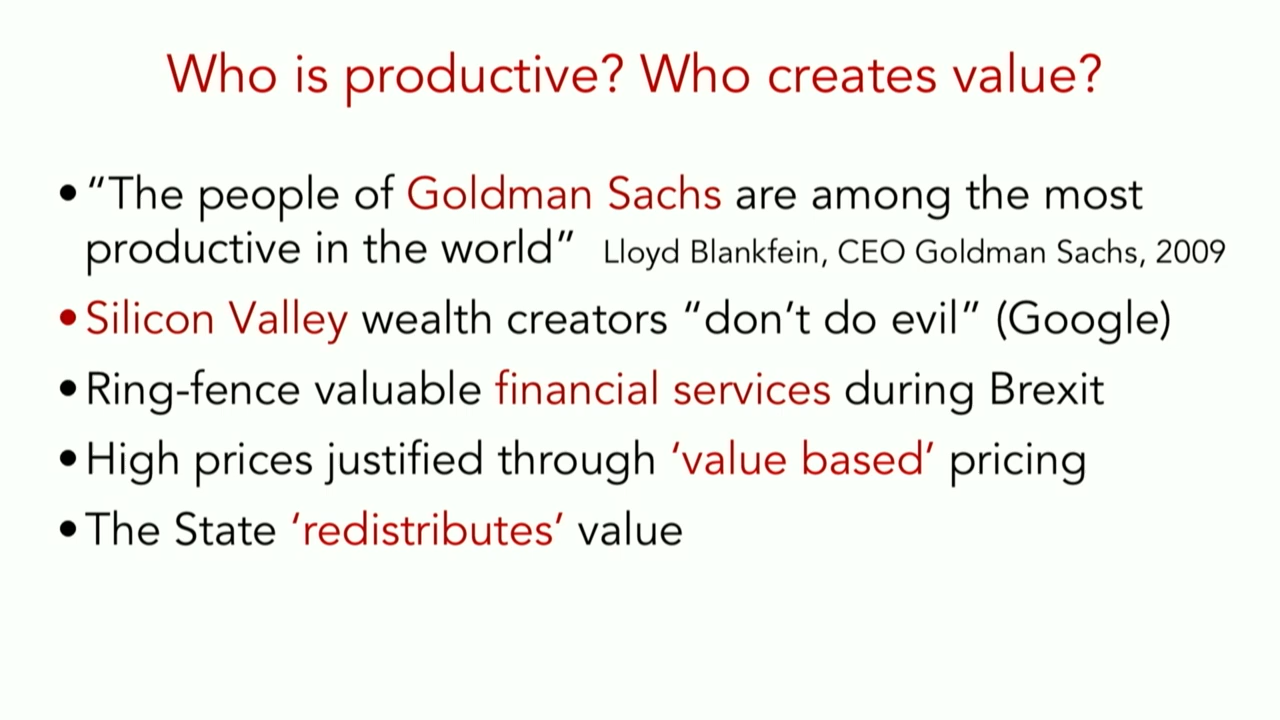 Who is productive? Who creates value?
• “The people of Goldman Sachs are among the most
productive in the world” Lloyd Blankfein, CEO Goldman Sachs, 2009
• Silicon Valley wealth creators “don’t do evil” (Google)
• Ring-fence valuable financial services during Brexit
• High prices justified through ‘value based’ pricing
• The State ‘redistributes’ value